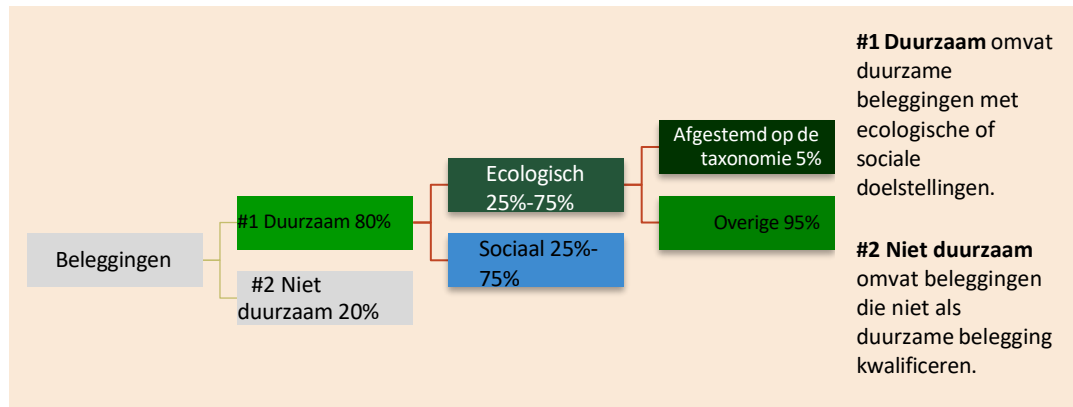 Beleggingen
#1 Duurzaam 80%
#2 Niet
duurzaam 20%
Ecologisch
25%-75%
Sociaal 25%-
75%
Afgestemd op de
taxonomie 5%
Overige 95%
#1 Duurzaam omvat
duurzame
beleggingen met
ecologische of
sociale
doelstellingen.
#2 Niet duurzaam
omvat beleggingen
die niet als
duurzame belegging
kwalificeren.